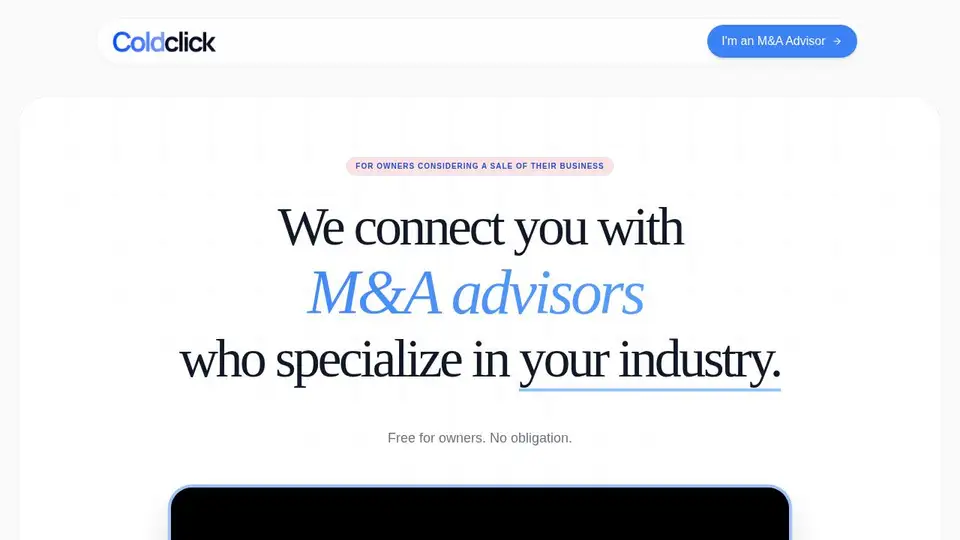 Coldclick
I'm an M&A Advisor →
FOR OWNERS CONSIDERING A SALE OF THEIR BUSINESS
We connect you with
M&A advisors
who specialize in your industry.
Free for owners. No obligation.